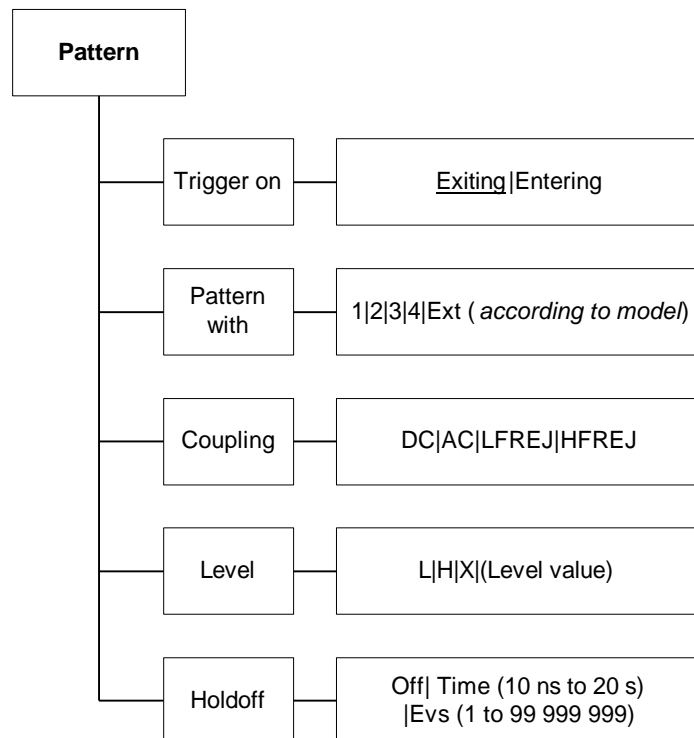 Pattern
Trigger on
Exiting|Entering
Pattern
with
1|2|3|4|Ext ( according to model)
Coupling
DC|AC|LFREJ|HFREJ
Level
L|H|X|(Level value)
Holdoff
Off| Time (10 ns to 20 s)
|Evs (1 to 99 999 999)